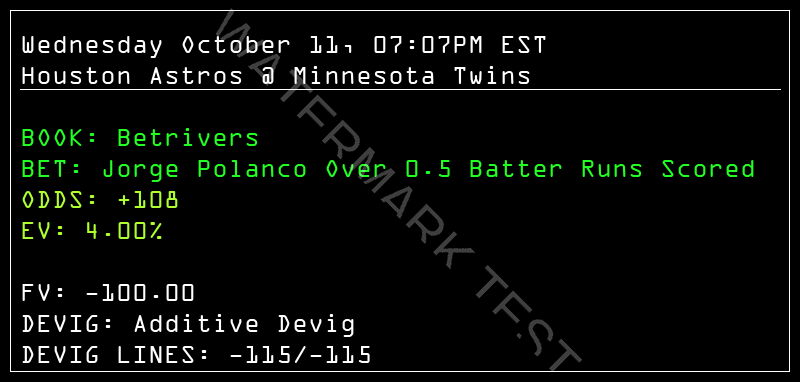 Wednesday October 11, 07:07PM EST
Houston Astros @ Minnesota Twins
BOOK: Betrivers
BET: Jorge Polanco Over 0.5 Batter Runs Scored
ODDS: +108
EV: 4.00%
FV: -100.00
DEVIG: Additive Devig
DEVIG LINES: -115/-115
WATERMARK TEST